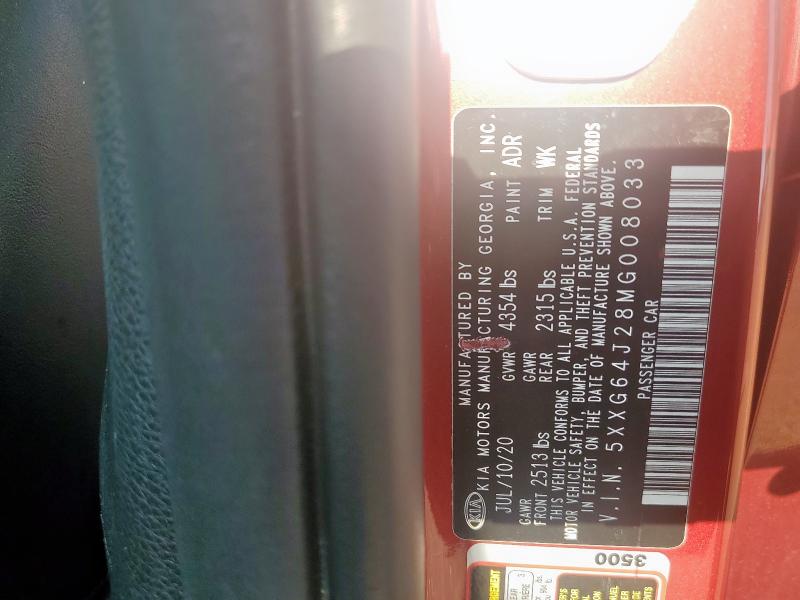 MANUFACTURED BY
KIA KIA MOTORS MANUFACTURING GEORGIA, INC.
JUL/10/20 GVWR 4354 lbs PAINT ADR
GAWR FRONT 2513 lbs GAWR REAR 2315 lbs TRIM WK
THIS VEHICLE CONFORMS TO ALL APPLICABLE U.S.A. FEDERAL
MOTOR VEHICLE SAFETY, BUMPER, AND THEFT PREVENTION STANDARDS
IN EFFECT ON THE DATE OF MANUFACTURE SHOWN ABOVE.
V.I.N. 5XXG64J28MG008033
PASSENGER CAR
3500